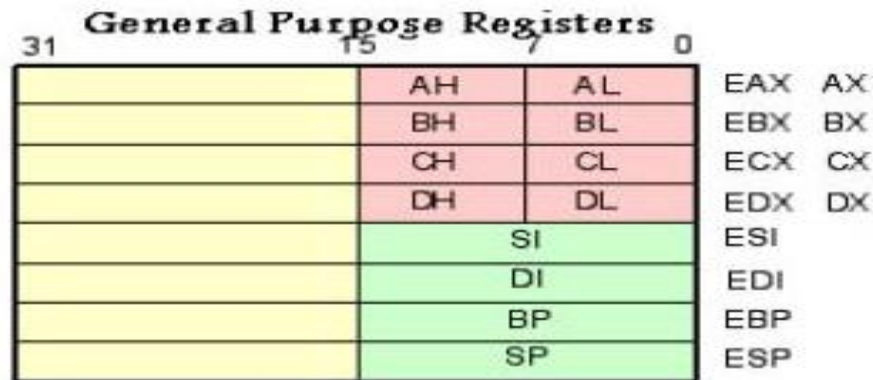 General Purpose Registers
31 15 7 0
AH AL EAX AX
BH BL EBX BX
CH CL ECX CX
DH DL EDX DX
SI ESI
DI EDI
BP EBP
SP ESP